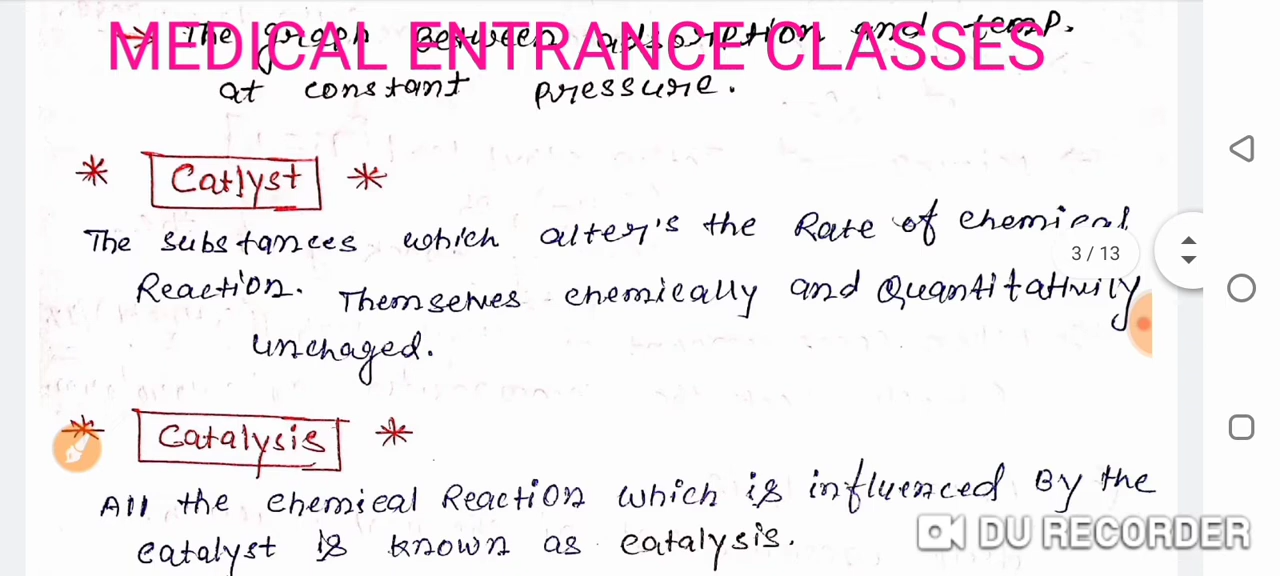 The graph Between adsorption and temp.
MEDICAL ENTRANCE CLASSES
at constant pressure.
* Catlyst *
The substances which alter's the Rate of chemical
3 / 13
Reaction. Themselves chemically and Quantitativily
unchaged.
* Catalysis *
All the chemical Reaction which is influenced By the
catalyst is known as catalysis.
DU RECORDER